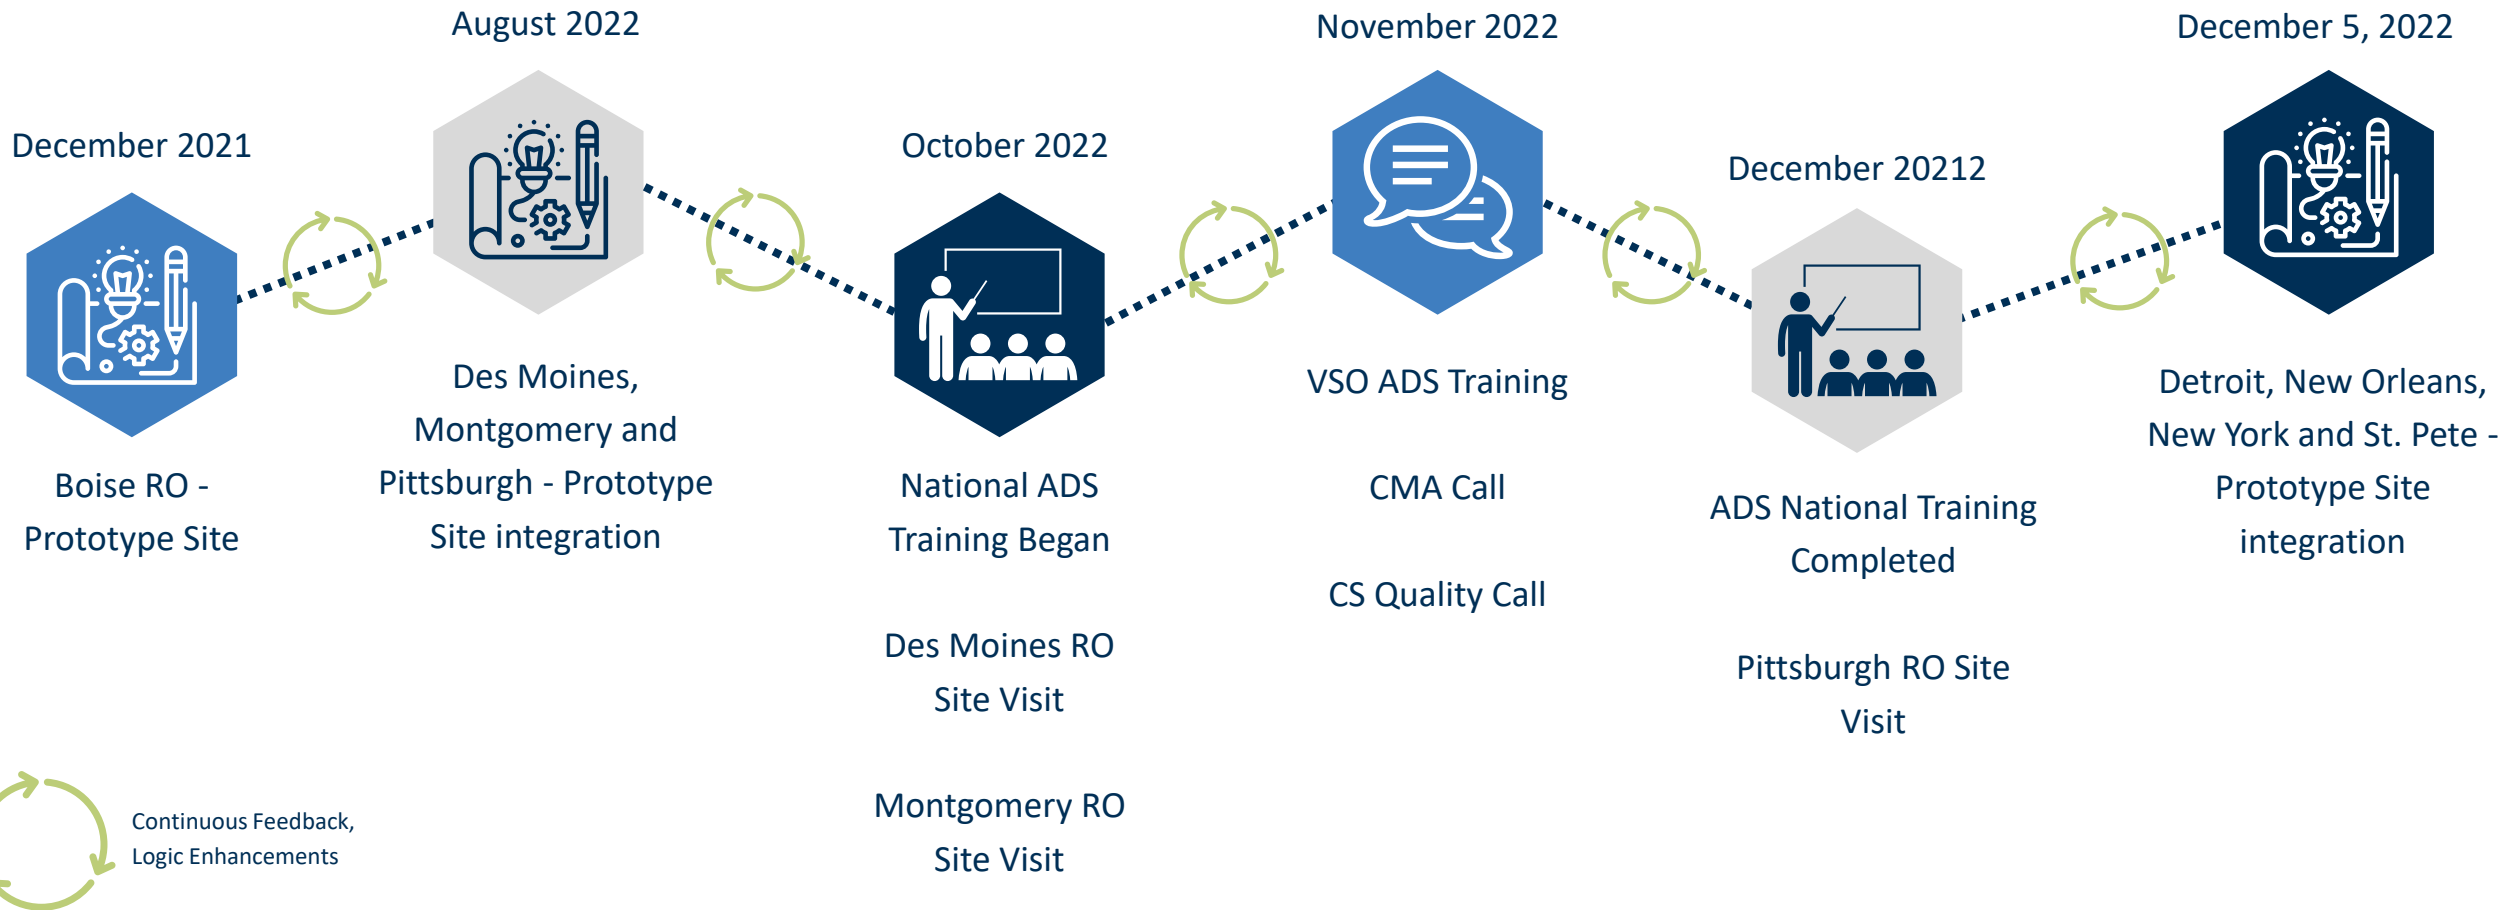 December 2021
Boise RO -
Prototype Site
August 2022
Des Moines,
Montgomery and
Pittsburgh - Prototype
Site integration
October 2022
National ADS
Training Began
Des Moines RO
Site Visit
Montgomery RO
Site Visit
November 2022
VSO ADS Training
CMA Call
CS Quality Call
December 20212
ADS National Training
Completed
Pittsburgh RO Site
Visit
December 5, 2022
Detroit, New Orleans,
New York and St. Pete -
Prototype Site
integration
Continuous Feedback,
Logic Enhancements